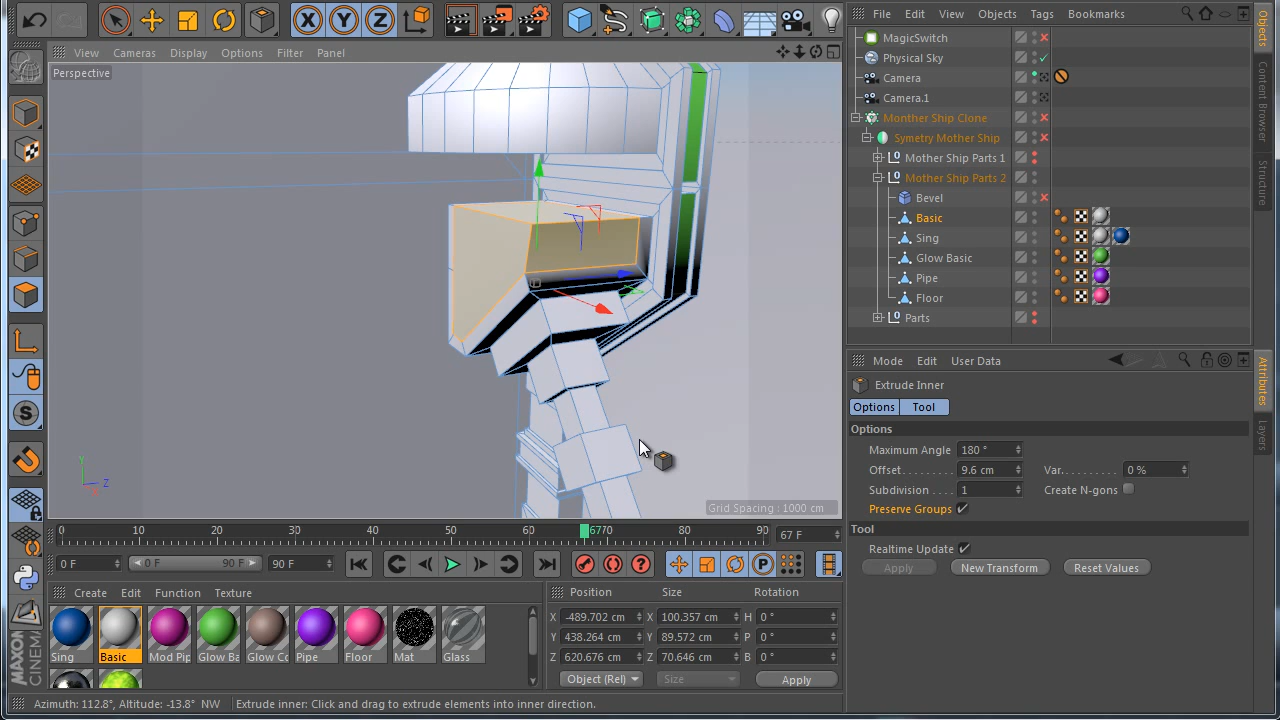 File Edit View Objects Tags Bookmarks
View Cameras Display Options Filter Panel
Perspective
MagicSwitch
Physical Sky
Camera
Camera.1
Monther Ship Clone
Symetry Mother Ship
Mother Ship Parts 1
Mother Ship Parts 2
Bevel
Basic
Sing
Glow Basic
Pipe
Floor
Parts
Objects
Content Browser
Structure
Mode Edit User Data
Extrude Inner
Options Tool
Options
Maximum Angle 180 °
Offset 9.6 cm Var. 0 %
Subdivision 1 Create N-gons
Preserve Groups
Tool
Realtime Update
Apply New Transform Reset Values
Attributes
Layers
Y
Z
X
Grid Spacing : 1000 cm
0 10 20 30 40 50 60 6770 80 90 67 F
0 F 0 F 90 F 90 F
Create Edit Function Texture
Sing Basic Mod Pip Glow Ba Glow Co Pipe Floor Mat Glass
Position Size Rotation
X -489.702 cm X 100.357 cm H 0 °
Y 438.264 cm Y 89.572 cm P 0 °
Z 620.676 cm Z 70.646 cm B 0 °
Object (Rel) Size Apply
MAXON CINEMA
Azimuth: 112.8°, Altitude: -13.8° NW Extrude inner: Click and drag to extrude elements into inner direction.